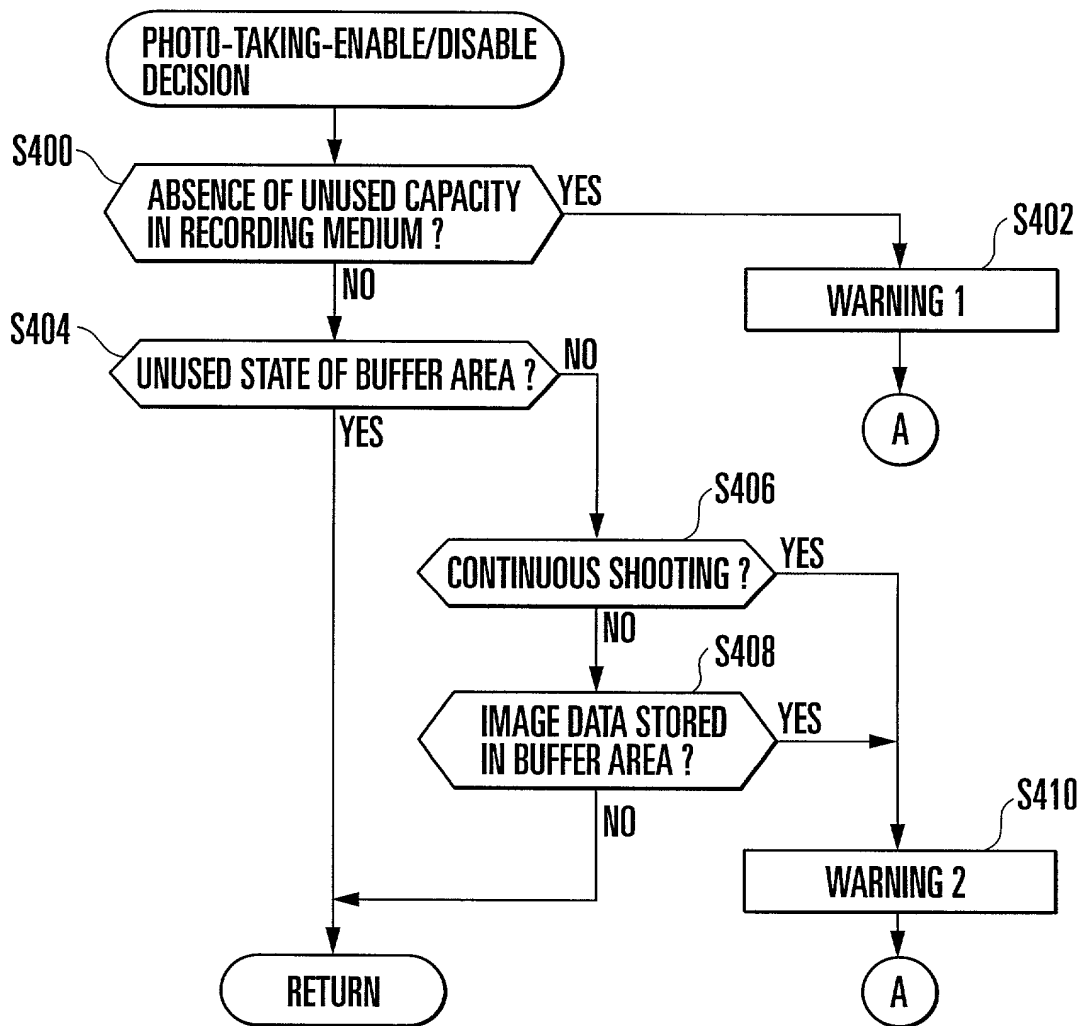 PHOTO-TAKING-ENABLE/DISABLE
DECISION
S400
ABSENCE OF UNUSED CAPACITY
IN RECORDING MEDIUM ?
YES
S402
WARNING 1
NO
A
S404
UNUSED STATE OF BUFFER AREA ?
NO
YES
S406
CONTINUOUS SHOOTING ?
YES
NO
S408
IMAGE DATA STORED
IN BUFFER AREA ?
YES
NO
S410
WARNING 2
RETURN
A